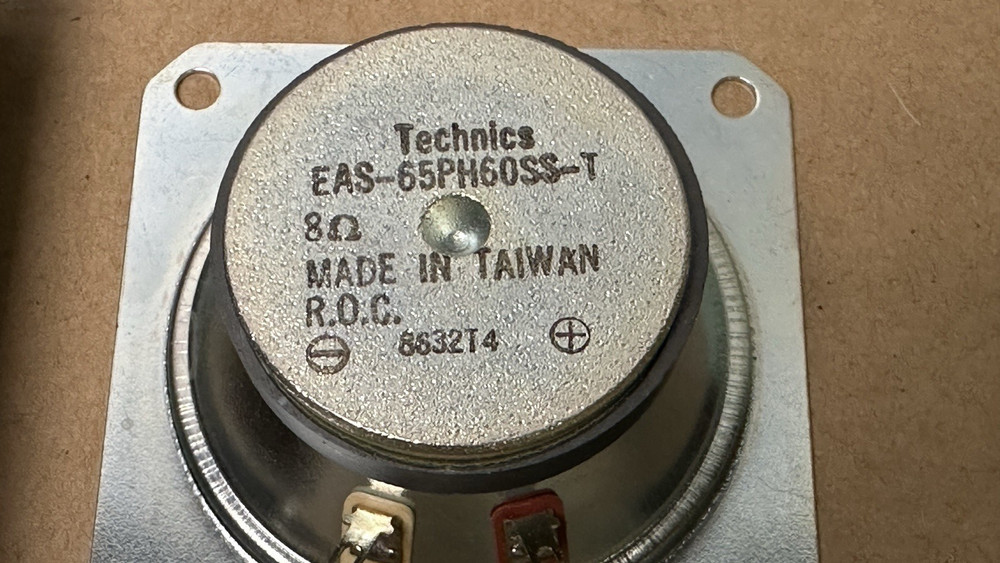 Technics
EAS-65PH60SS-T
8Ω
MADE IN TAIWAN
R.O.C.
⊖ 8632T4 ⊕